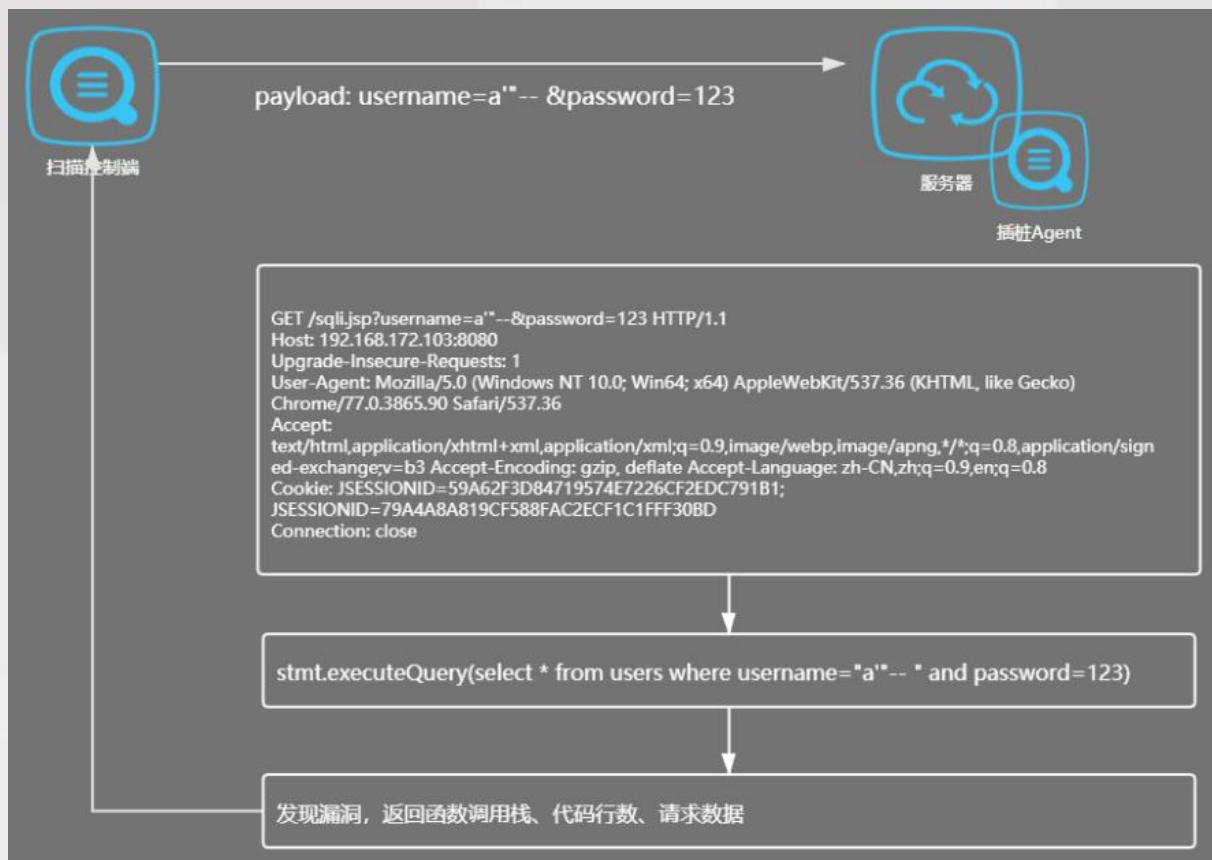 payload: username=a'"-- &password=123
扫描控制端
服务器
插桩Agent
GET /sqli.jsp?username=a'"--&password=123 HTTP/1.1
Host: 192.168.172.103:8080
Upgrade-Insecure-Requests: 1
User-Agent: Mozilla/5.0 (Windows NT 10.0; Win64; x64) AppleWebKit/537.36 (KHTML, like Gecko)
Chrome/77.0.3865.90 Safari/537.36
Accept:
text/html,application/xhtml+xml,application/xml;q=0.9,image/webp,image/apng,*/*;q=0.8,application/sign
ed-exchange;v=b3 Accept-Encoding: gzip, deflate Accept-Language: zh-CN,zh;q=0.9,en;q=0.8
Cookie: JSESSIONID=59A62F3D84719574E7226CF2EDC791B1;
JSESSIONID=79A4A8A819CF588FAC2ECF1C1FFF30BD
Connection: close
stmt.executeQuery(select * from users where username="a'"-- " and password=123)
发现漏洞，返回函数调用栈、代码行数、请求数据